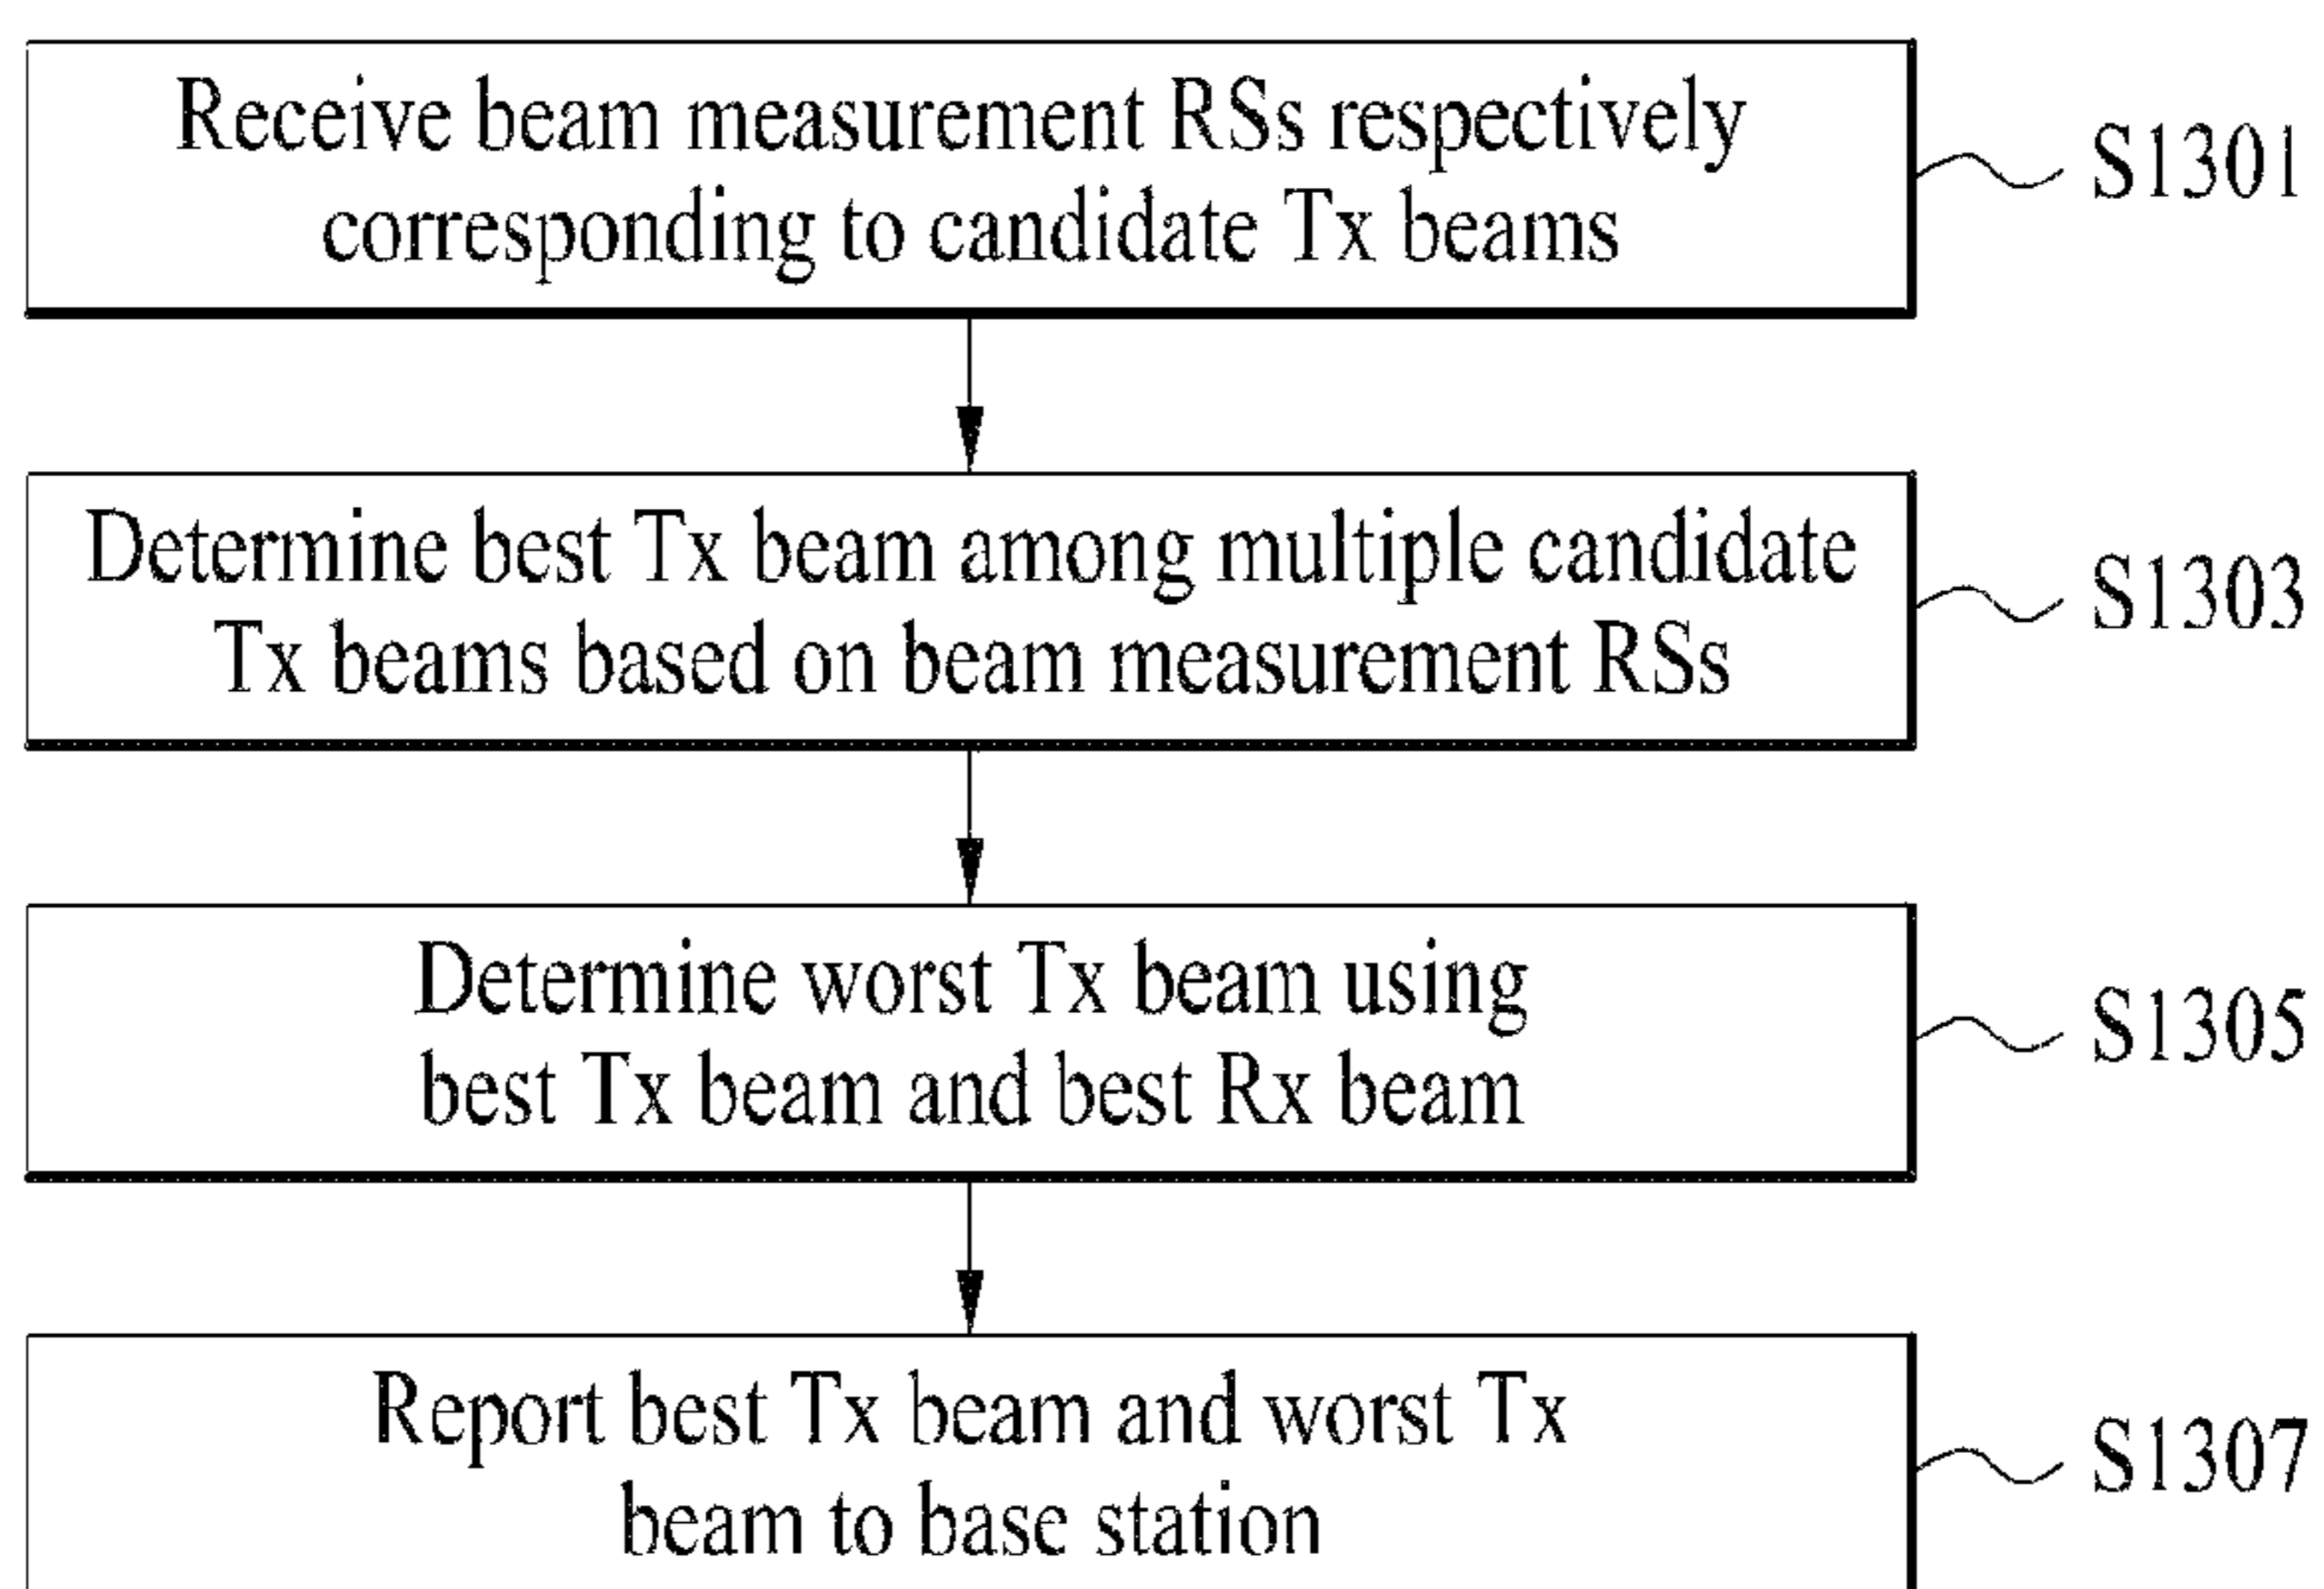 Receive beam measurement RSs respectively
corresponding to candidate Tx beams
S1301
Determine best Tx beam among multiple candidate
Tx beams based on beam measurement RSs
S1303
Determine worst Tx beam using
best Tx beam and best Rx beam
S1305
Report best Tx beam and worst Tx
beam to base station
S1307